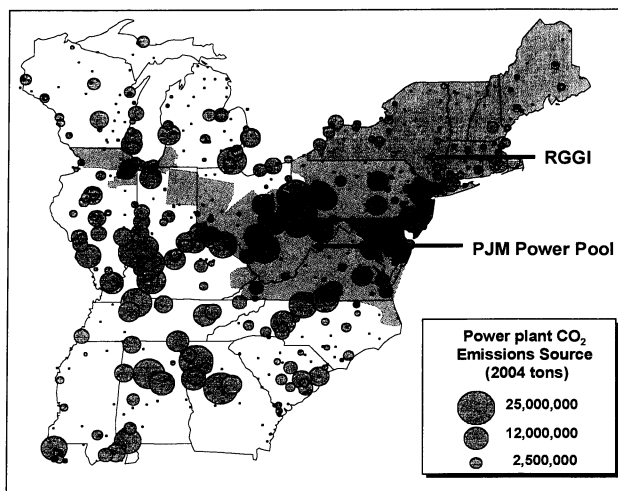 RGGI
PJM Power Pool
Power plant CO₂
Emissions Source
(2004 tons)
25,000,000
12,000,000
2,500,000